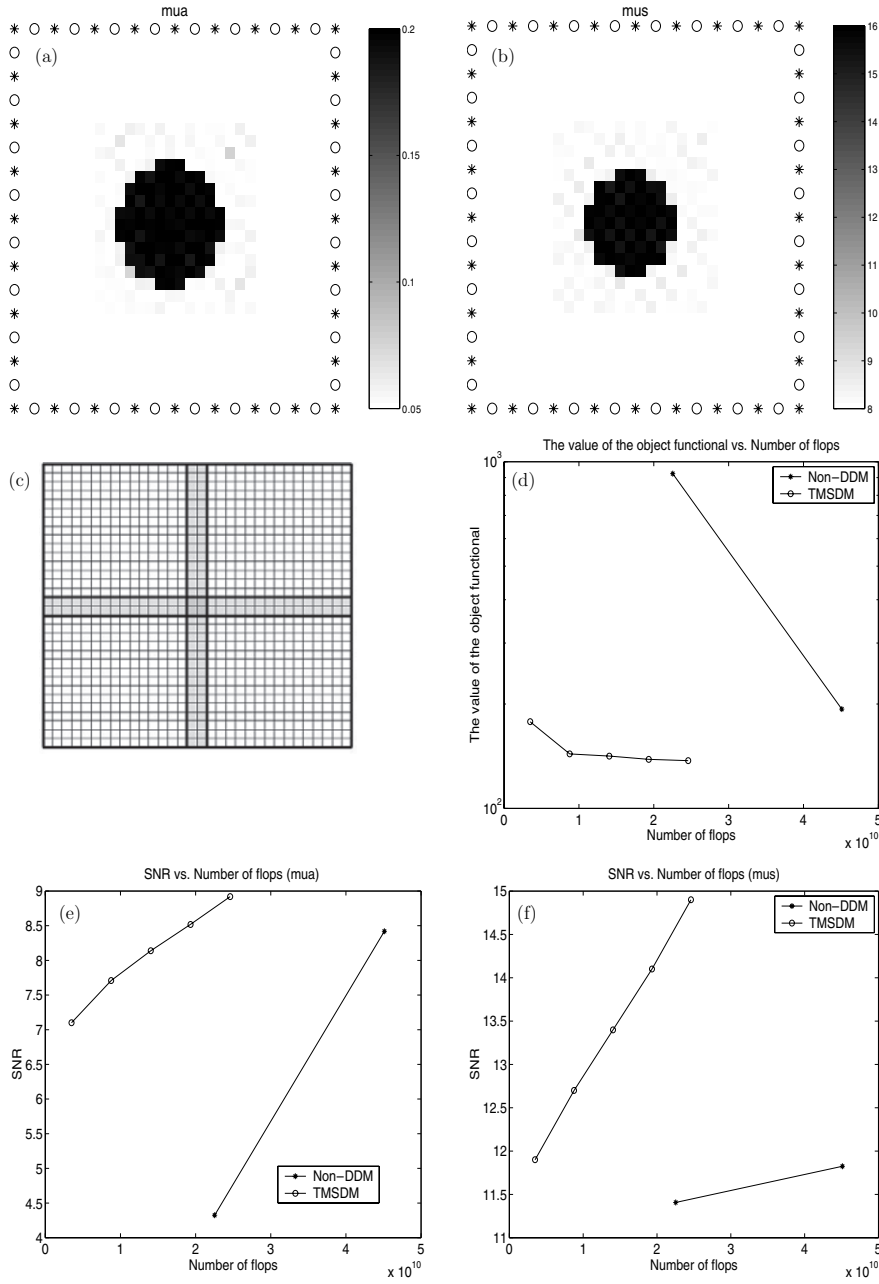 mua
(a)
0.2
0.15
0.1
0.05
mus
(b)
16
15
14
13
12
11
10
9
8
(c)
The value of the object functional vs. Number of flops
(d)
10^3
10^2
The value of the object functional
Non−DDM
TMSDM
0 1 2 3 4 5
Number of flops
x 10^10
SNR vs. Number of flops (mua)
(e)
9
8.5
8
7.5
7
6.5
6
5.5
5
4.5
4
SNR
Non−DDM
TMSDM
0 1 2 3 4 5
Number of flops
x 10^10
SNR vs. Number of flops (mus)
(f)
15
14.5
14
13.5
13
12.5
12
11.5
11
SNR
Non−DDM
TMSDM
0 1 2 3 4 5
Number of flops
x 10^10